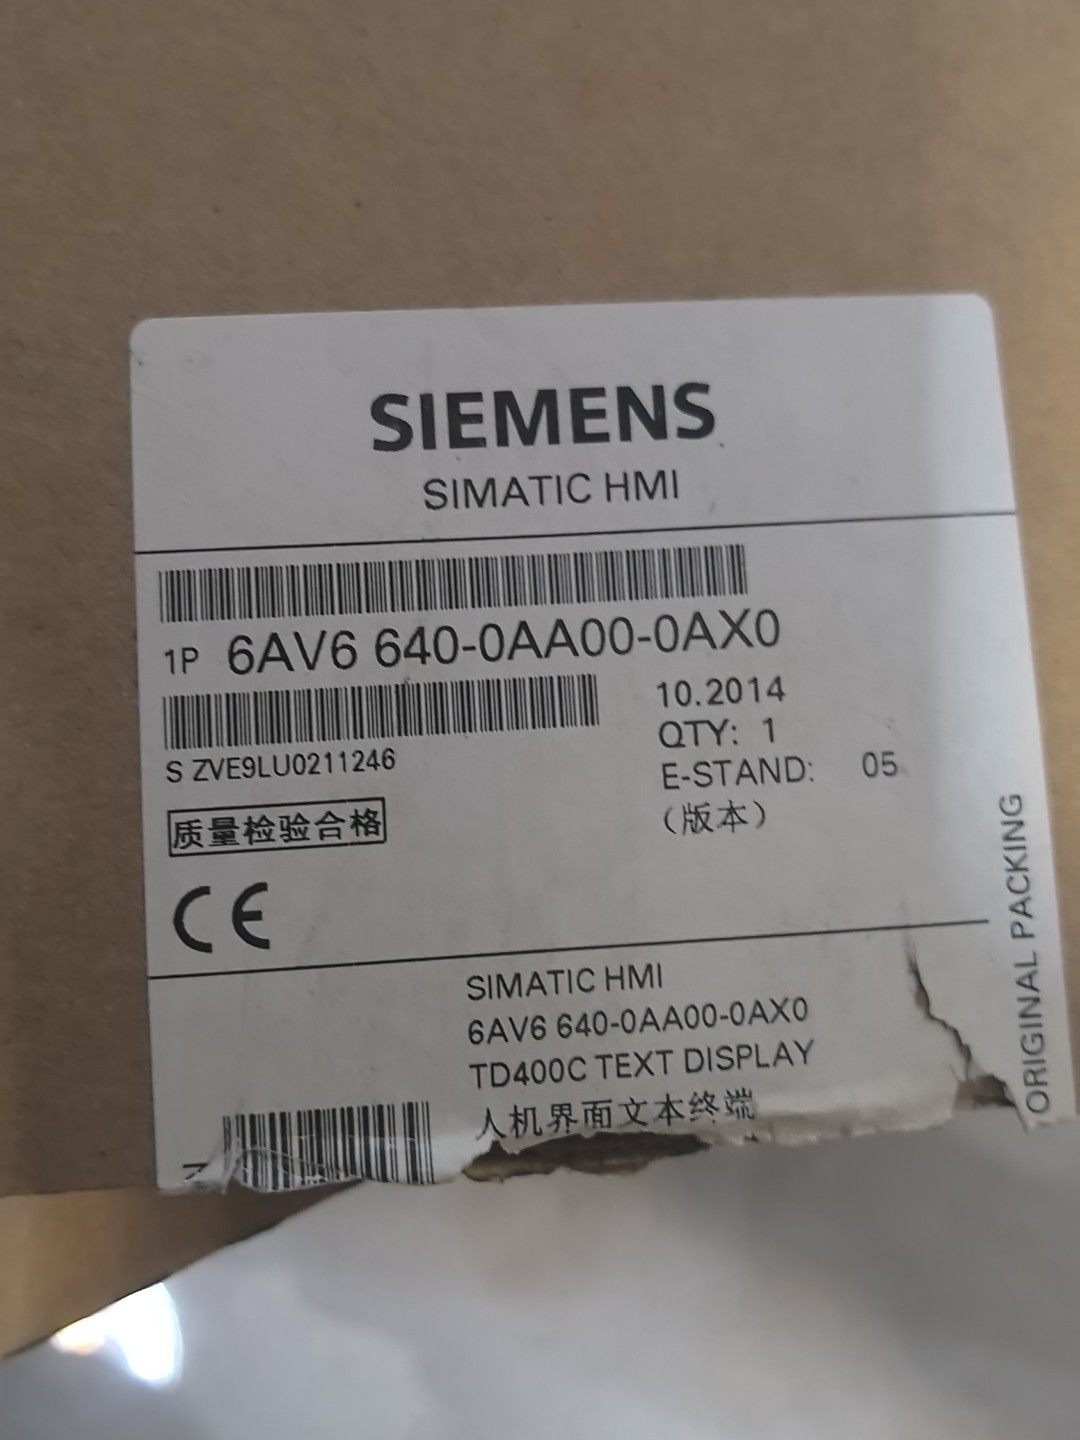 SIEMENS
SIMATIC HMI
1P 6AV6 640-0AA00-0AX0
10.2014
QTY: 1
S ZVE9LU0211246
E-STAND: 05
(版本)
质量检验合格
CE
ORIGINAL PACKING
SIMATIC HMI
6AV6 640-0AA00-0AX0
TD400C TEXT DISPLAY
人机界面文本终端